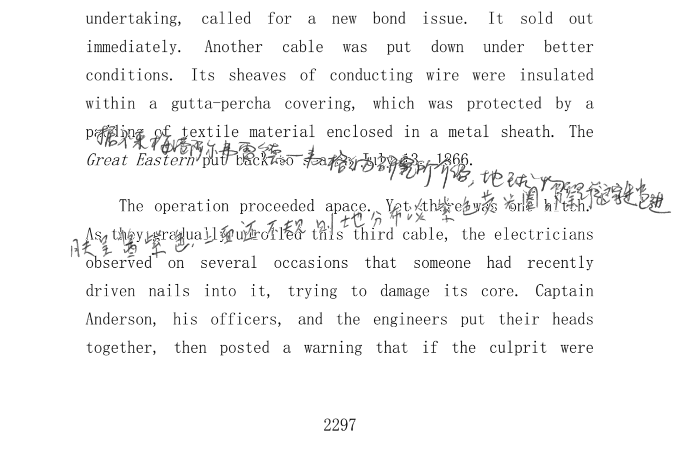 undertaking, called for a new bond issue. It sold out
immediately. Another cable was put down under better
conditions. Its sheaves of conducting wire were insulated
within a gutta-percha covering, which was protected by a
padding of textile material enclosed in a metal sheath. The
Great Eastern put back to sea on July 13, 1866.
The operation proceeded apace. Yet there was one hitch.
As they gradually unrolled this third cable, the electricians
observed on several occasions that someone had recently
driven nails into it, trying to damage its core. Captain
Anderson, his officers, and the engineers put their heads
together, then posted a warning that if the culprit were
2297